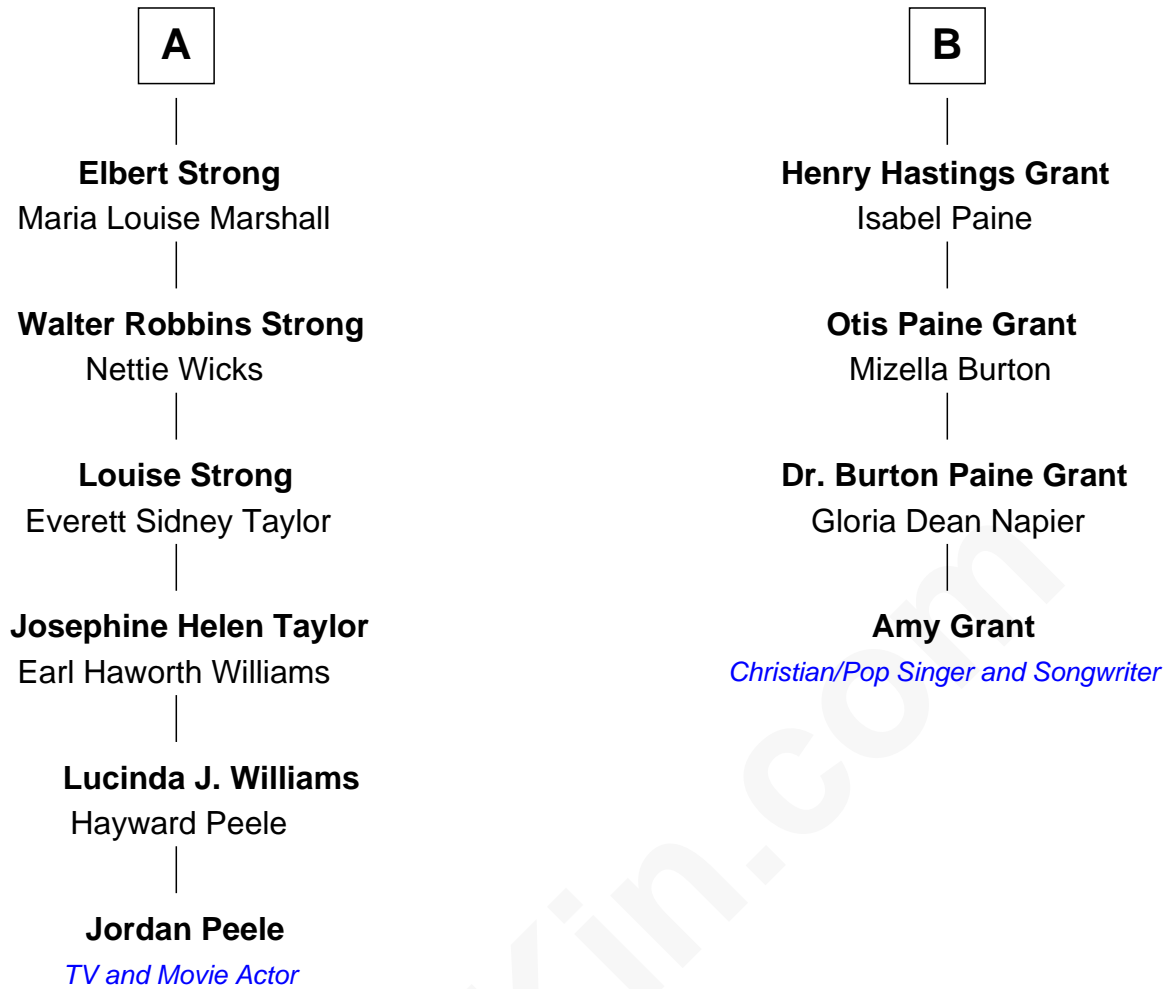 A
Elbert Strong
Maria Louise Marshall
Walter Robbins Strong
Nettie Wicks
Louise Strong
Everett Sidney Taylor
Josephine Helen Taylor
Earl Haworth Williams
Lucinda J. Williams
Hayward Peele
Jordan Peele
TV and Movie Actor
B
Henry Hastings Grant
Isabel Paine
Otis Paine Grant
Mizella Burton
Dr. Burton Paine Grant
Gloria Dean Napier
Amy Grant
Christian/Pop Singer and Songwriter
Kin.com